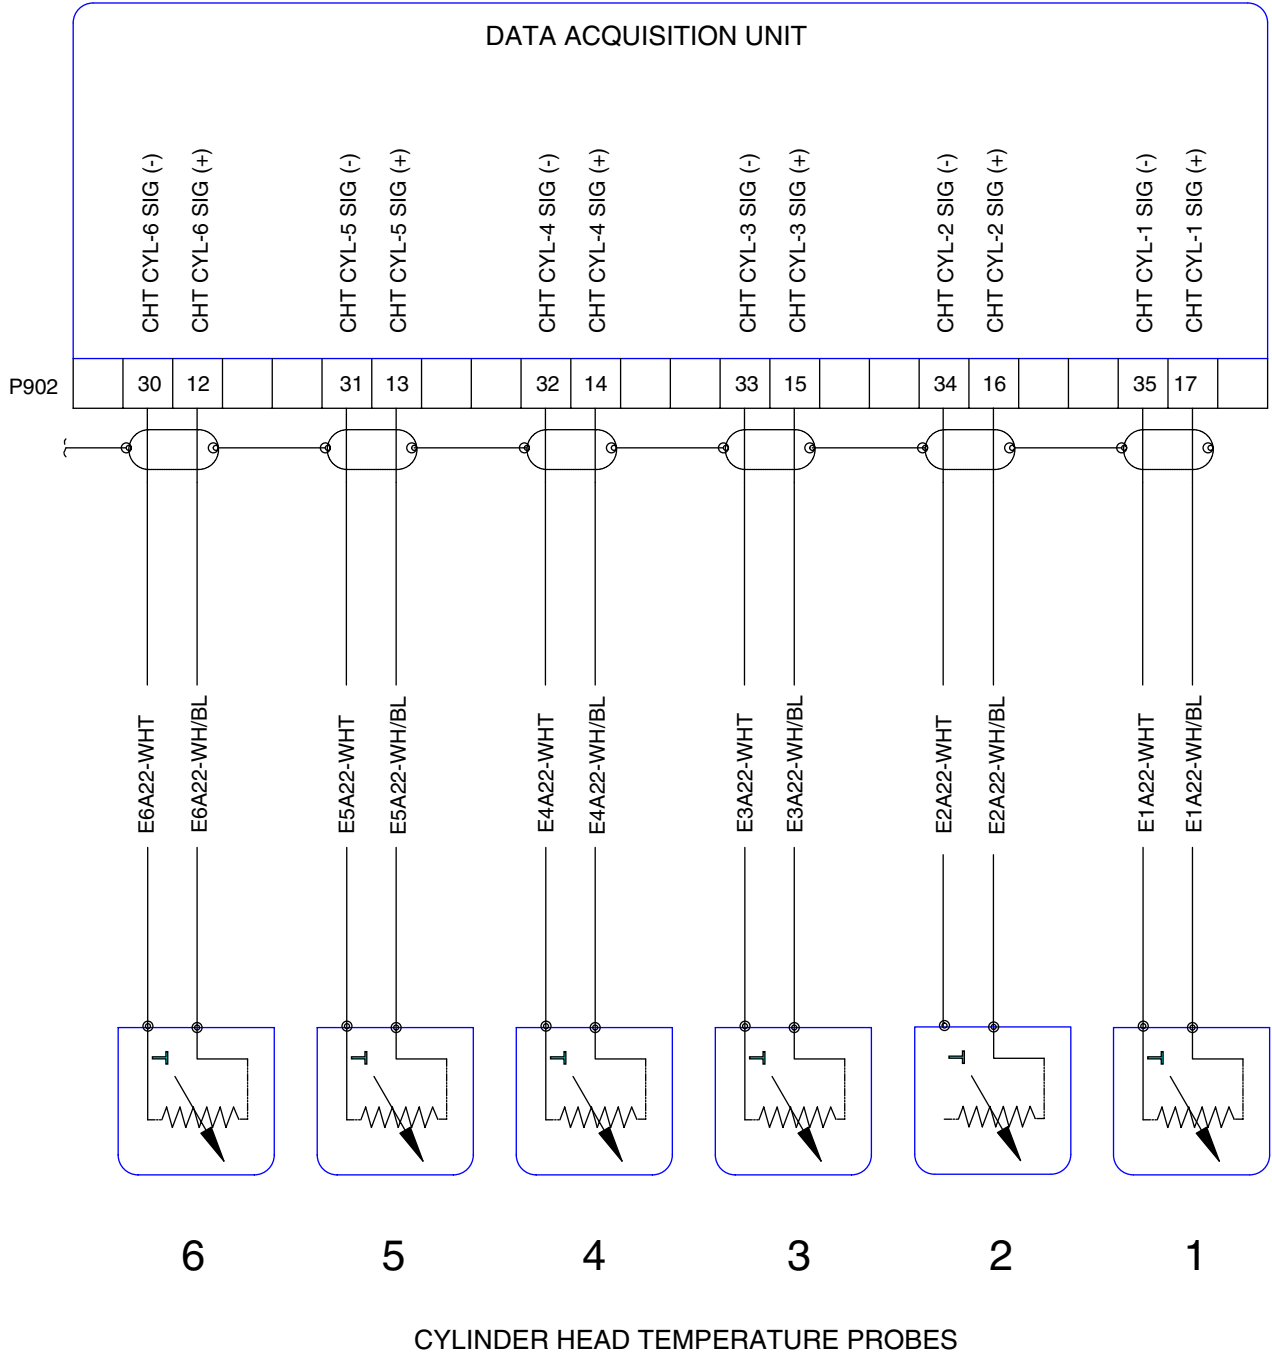 DATA ACQUISITION UNIT
CHT CYL-6 SIG (-)
CHT CYL-6 SIG (+)
CHT CYL-5 SIG (-)
CHT CYL-5 SIG (+)
CHT CYL-4 SIG (-)
CHT CYL-4 SIG (+)
CHT CYL-3 SIG (-)
CHT CYL-3 SIG (+)
CHT CYL-2 SIG (-)
CHT CYL-2 SIG (+)
CHT CYL-1 SIG (-)
CHT CYL-1 SIG (+)
P902 30 12 31 13 32 14 33 15 34 16 35 17
E6A22-WHT
E6A22-WH/BL
E5A22-WHT
E5A22-WH/BL
E4A22-WHT
E4A22-WH/BL
E3A22-WHT
E3A22-WH/BL
E2A22-WHT
E2A22-WH/BL
E1A22-WHT
E1A22-WH/BL
T T T T T T
6 5 4 3 2 1
CYLINDER HEAD TEMPERATURE PROBES